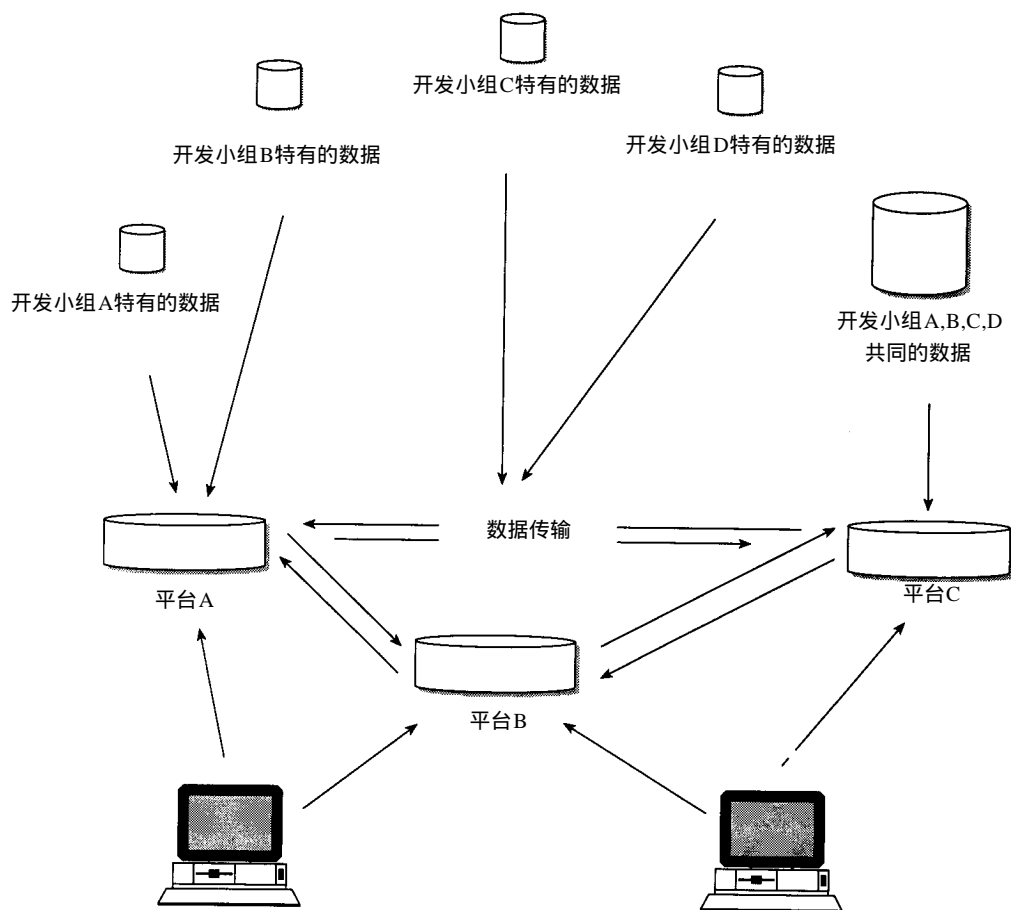 开发小组C特有的数据
开发小组B特有的数据
开发小组D特有的数据
开发小组A特有的数据
开发小组A,B,C,D
共同的数据
数据传输
平台A
平台C
平台B